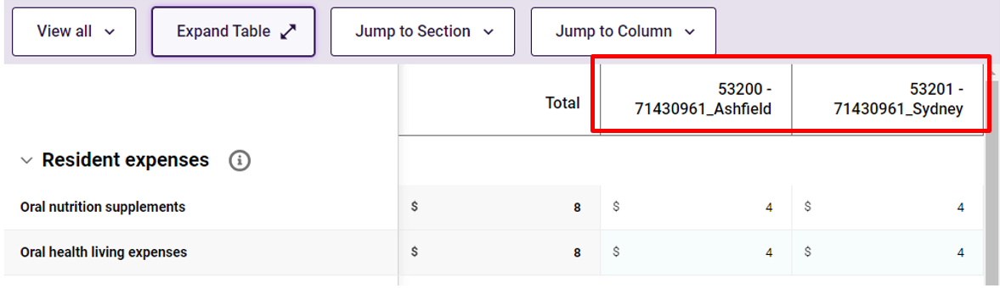 View all
Expand Table
Jump to Section
Jump to Column
Total
53200 -
71430961_Ashfield
53201 -
71430961_Sydney
Resident expenses
Oral nutrition supplements $ 8 $ 4 $ 4
Oral health living expenses $ 8 $ 4 $ 4